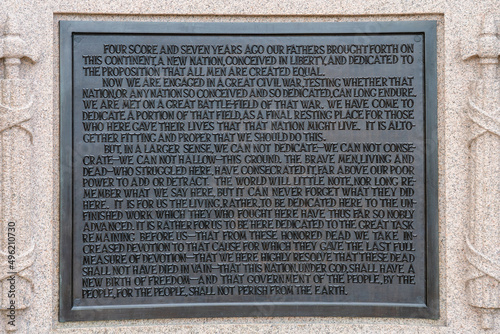 FOUR SCORE AND SEVEN YEARS AGO OUR FATHERS BROUGHT FORTH ON
THIS CONTINENT, A NEW NATION, CONCEIVED IN LIBERTY, AND DEDICATED TO
THE PROPOSITION THAT ALL MEN ARE CREATED EQUAL.
NOW WE ARE ENGAGED IN A GREAT CIVIL WAR, TESTING WHETHER THAT
NATION, OR ANY NATION SO CONCEIVED AND SO DEDICATED, CAN LONG ENDURE.
WE ARE MET ON A GREAT BATTLE-FIELD OF THAT WAR. WE HAVE COME TO
DEDICATE A PORTION OF THAT FIELD, AS A FINAL RESTING PLACE FOR THOSE
WHO HERE GAVE THEIR LIVES THAT THAT NATION MIGHT LIVE. IT IS ALTO-
GETHER FITTING AND PROPER THAT WE SHOULD DO THIS.
BUT, IN A LARGER SENSE, WE CAN NOT DEDICATE—WE CAN NOT CONSE-
CRATE—WE CAN NOT HALLOW—THIS GROUND. THE BRAVE MEN, LIVING AND
DEAD—WHO STRUGGLED HERE, HAVE CONSECRATED IT, FAR ABOVE OUR POOR
POWER TO ADD OR DETRACT. THE WORLD WILL LITTLE NOTE, NOR LONG RE-
MEMBER WHAT WE SAY HERE, BUT IT CAN NEVER FORGET WHAT THEY DID
HERE. IT IS FOR US THE LIVING, RATHER, TO BE DEDICATED HERE TO THE UN-
FINISHED WORK WHICH THEY WHO FOUGHT HERE HAVE THUS FAR SO NOBLY
ADVANCED. IT IS RATHER FOR US TO BE HERE DEDICATED TO THE GREAT TASK
REMAINING BEFORE US—THAT FROM THESE HONORED DEAD WE TAKE IN-
CREASED DEVOTION TO THAT CAUSE FOR WHICH THEY GAVE THE LAST FULL
MEASURE OF DEVOTION—THAT WE HERE HIGHLY RESOLVE THAT THESE DEAD
SHALL NOT HAVE DIED IN VAIN—THAT THIS NATION, UNDER GOD, SHALL HAVE A
NEW BIRTH OF FREEDOM—AND THAT GOVERNMENT OF THE PEOPLE, BY THE
PEOPLE, FOR THE PEOPLE, SHALL NOT PERISH FROM THE EARTH.
Adobe Stock | #496210730